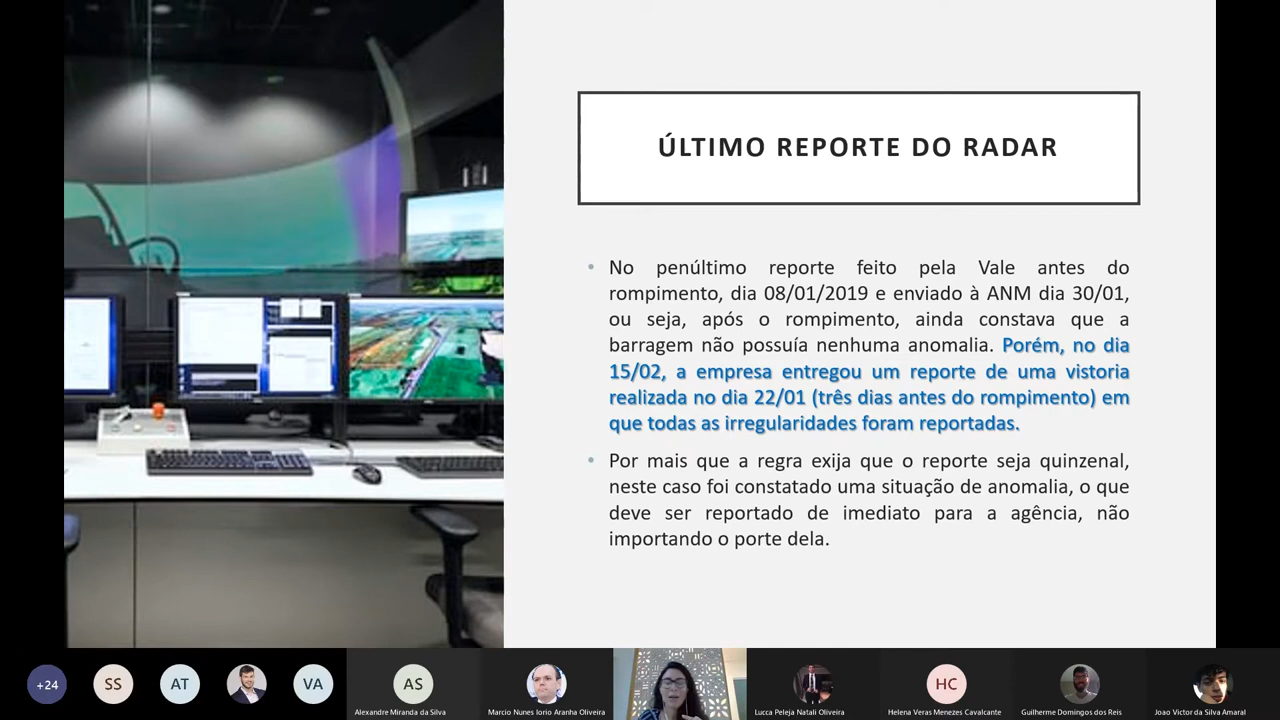 ÚLTIMO REPORTE DO RADAR
• No penúltimo reporte feito pela Vale antes do
rompimento, dia 08/01/2019 e enviado à ANM dia 30/01,
ou seja, após o rompimento, ainda constava que a
barragem não possuía nenhuma anomalia. Porém, no dia
15/02, a empresa entregou um reporte de uma vistoria
realizada no dia 22/01 (três dias antes do rompimento) em
que todas as irregularidades foram reportadas.
• Por mais que a regra exija que o reporte seja quinzenal,
neste caso foi constatado uma situação de anomalia, o que
deve ser reportado de imediato para a agência, não
importando o porte dela.
+24
SS
AT
VA
AS
Alexandre Miranda da Silva
Marcio Nunes Iorio Aranha Oliveira
Lucca Peleja Natali Oliveira
HC
Helena Veras Menezes Cavalcante
Guilherme Domingos dos Reis
Joao Victor da Silva Amaral